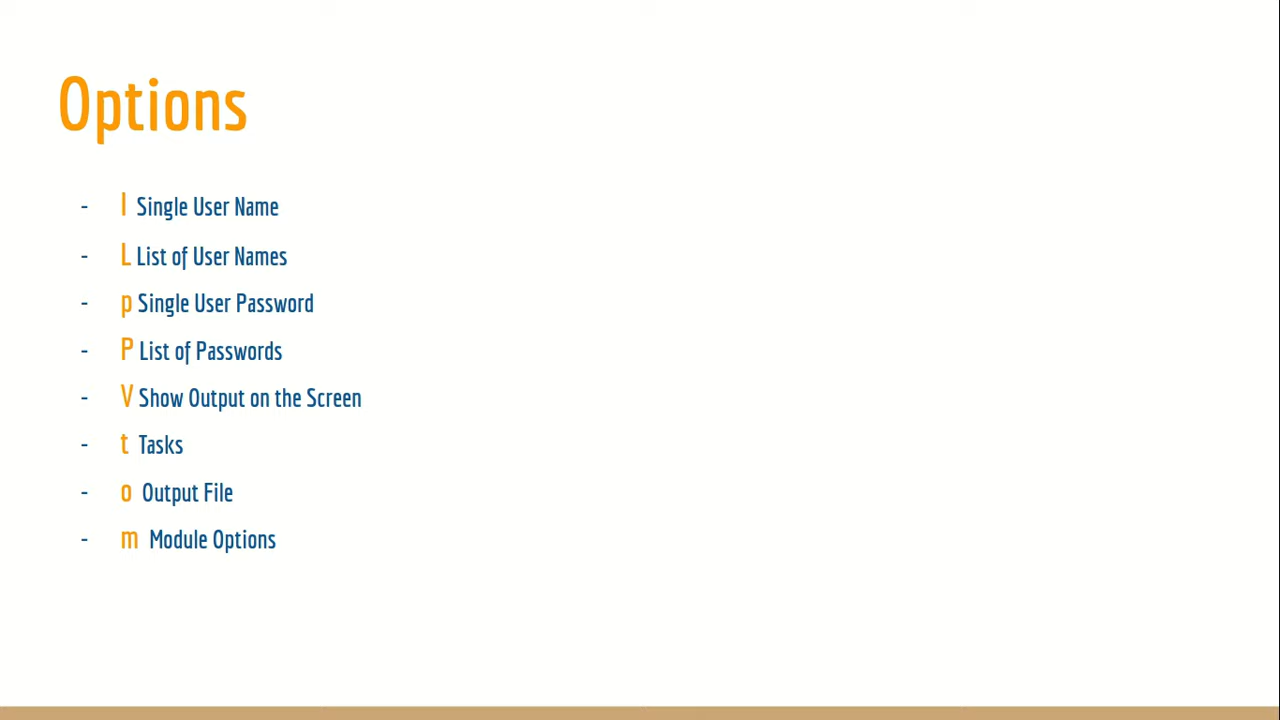 Options
- l Single User Name
- L List of User Names
- p Single User Password
- P List of Passwords
- V Show Output on the Screen
- t Tasks
- o Output File
- m Module Options